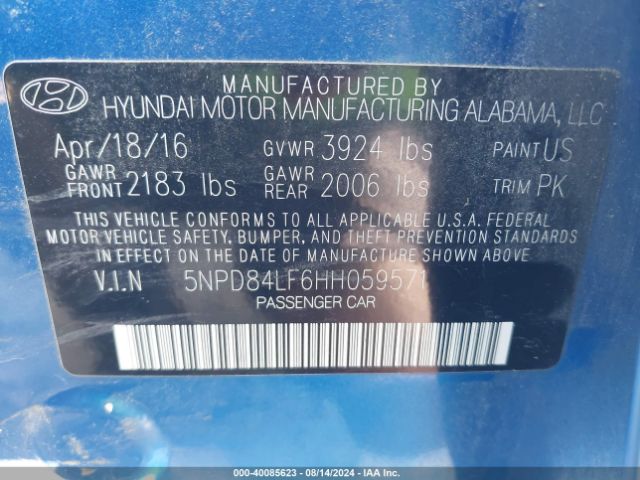 MANUFACTURED BY
HYUNDAI MOTOR MANUFACTURING ALABAMA, LLC
Apr/18/16 GVWR 3924 lbs PAINT US
GAWR FRONT 2183 lbs GAWR REAR 2006 lbs TRIM PK
THIS VEHICLE CONFORMS TO ALL APPLICABLE U.S.A. FEDERAL
MOTOR VEHICLE SAFETY, BUMPER, AND THEFT PREVENTION STANDARDS
IN EFFECT ON THE DATE OF MANUFACTURE SHOWN ABOVE.
V.I.N 5NPD84LF6HH059571
PASSENGER CAR
000-40085623 - 08/14/2024 - IAA Inc.